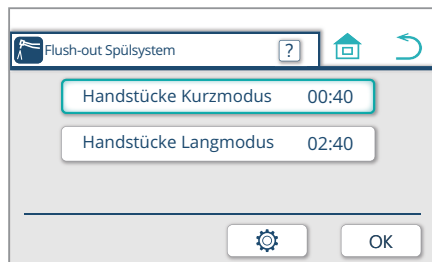 Flush-out Spülsystem ?
Handstücke Kurzmodus 00:40
Handstücke Langmodus 02:40
OK